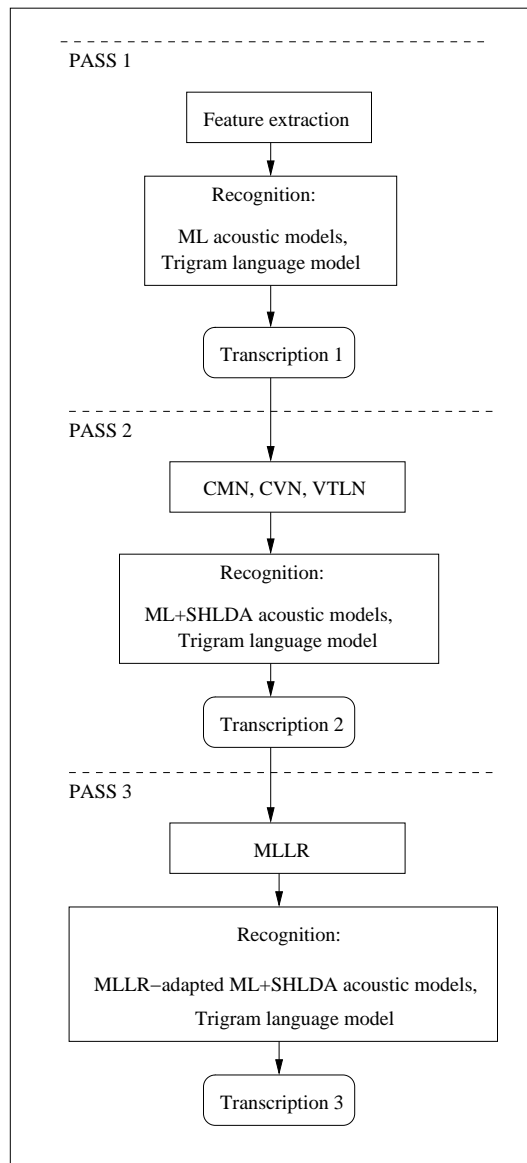 PASS 1
Feature extraction
Recognition:
ML acoustic models,
Trigram language model
Transcription 1
PASS 2
CMN, CVN, VTLN
Recognition:
ML+SHLDA acoustic models,
Trigram language model
Transcription 2
PASS 3
MLLR
Recognition:
MLLR−adapted ML+SHLDA acoustic models,
Trigram language model
Transcription 3